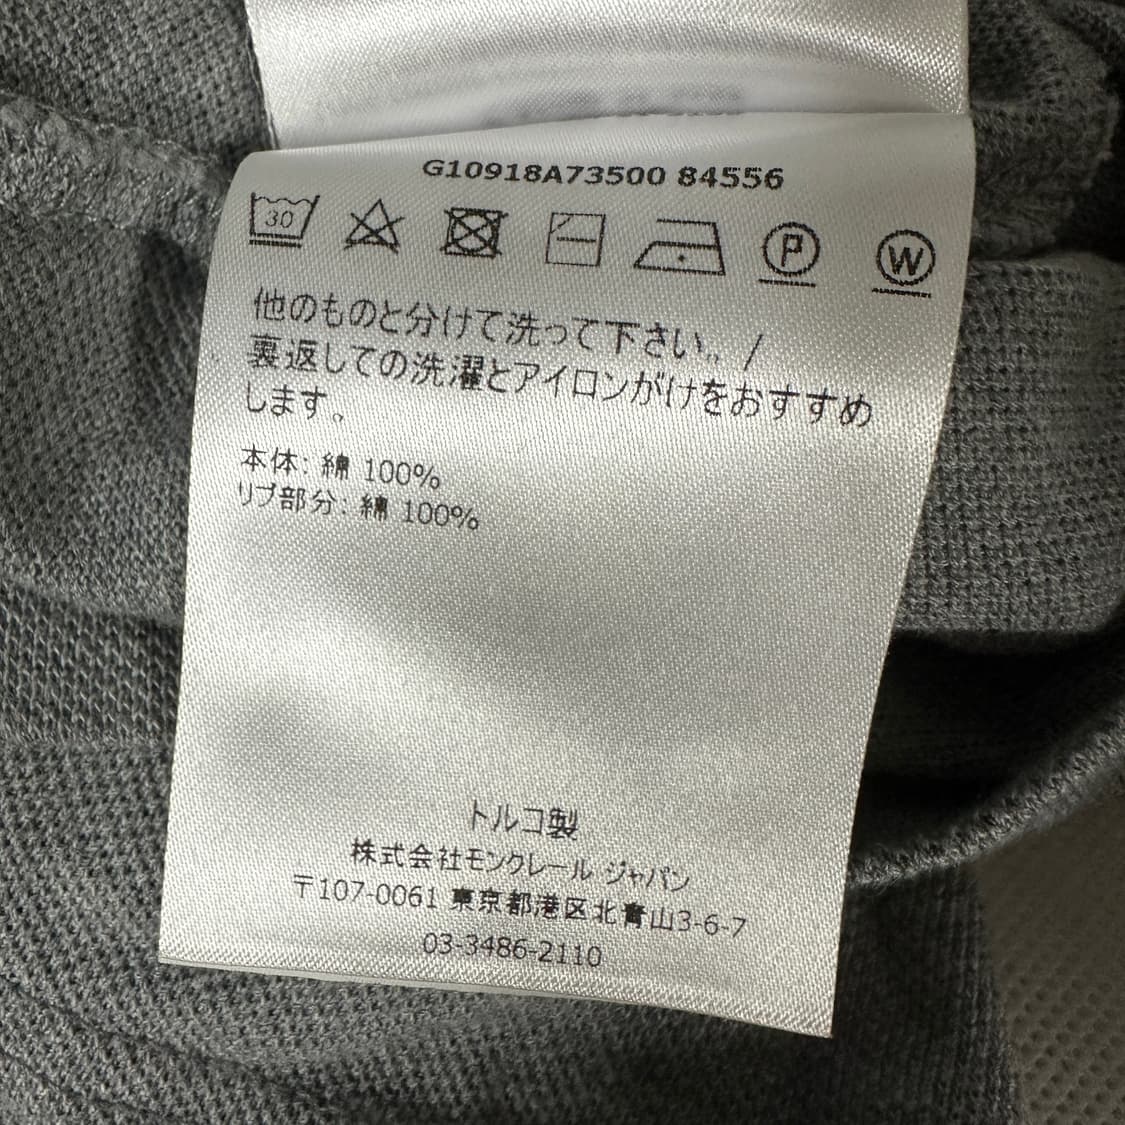 G10918A73500 84556
30
P W
他のものと分けて洗って下さい。/
裏返しての洗濯とアイロンがけをおすすめ
します。
本体: 綿 100%
リブ部分: 綿 100%
トルコ製
株式会社モンクレール ジャパン
〒107-0061 東京都港区北青山3-6-7
03-3486-2110